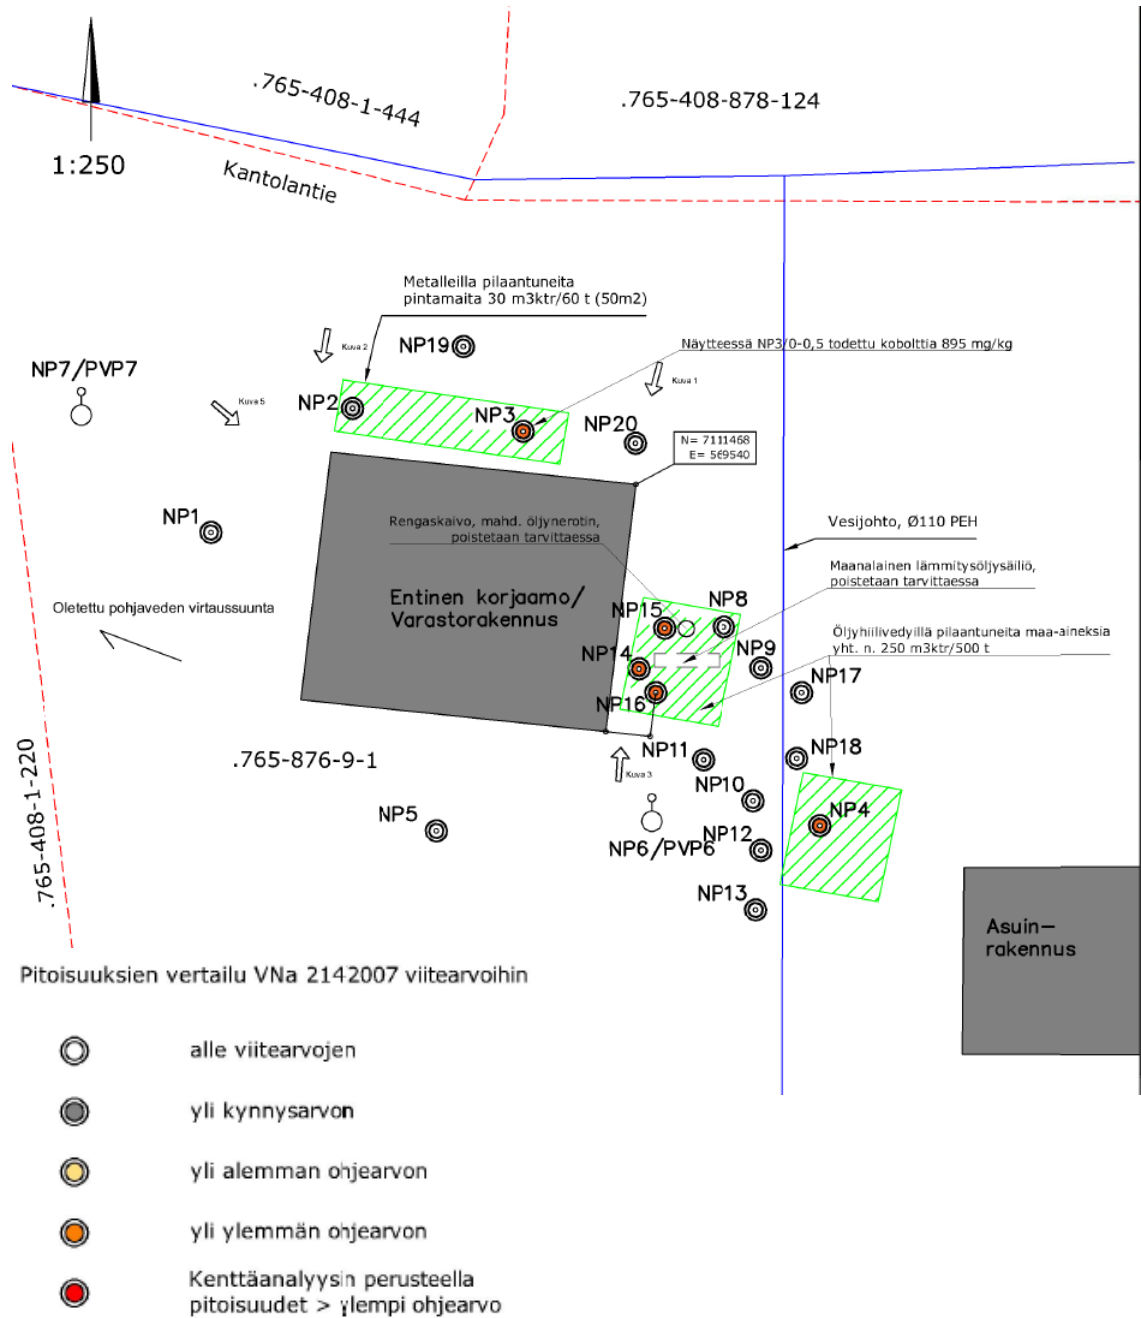 .765-408-1-444
.765-408-878-124
1:250
Kantolantie
Metalleilla pilaantuneita
pintamaita 30 m3ktr/60 t (50m2)
Kuva 2
NP19
Näytteessä NP3/0-0,5 todettu kobolttia 895 mg/kg
NP7/PVP7
Kuva 1
Kuva 5
NP2
NP3
NP20
N= 7111468
E= 569540
NP1
Rengaskaivo, mahd. öljynerotin,
poistetaan tarvittaessa
Vesijohto, Ø110 PEH
Maanalainen lämmitysöljysäiliö,
poistetaan tarvittaessa
Entinen korjaamo/
Varastorakennus
Oletettu pohjaveden virtaussuunta
NP15
NP8
Öljyhiilivedyillä pilaantuneita maa-aineksia
yht. n. 250 m3ktr/500 t
NP14
NP9
NP17
NP16
NP11
NP18
.765-876-9-1
Kuva 3
NP10
NP5
NP4
NP6/PVP6
NP12
NP13
.765-408-1-220
Asuin-
rakennus
Pitoisuuksien vertailu VNa 2142007 viitearvoihin
alle viitearvojen
yli kynnysarvon
yli alemman ohjearvon
yli ylemmän ohjearvon
Kenttäanalyysin perusteella
pitoisuudet > ylempi ohjearvo